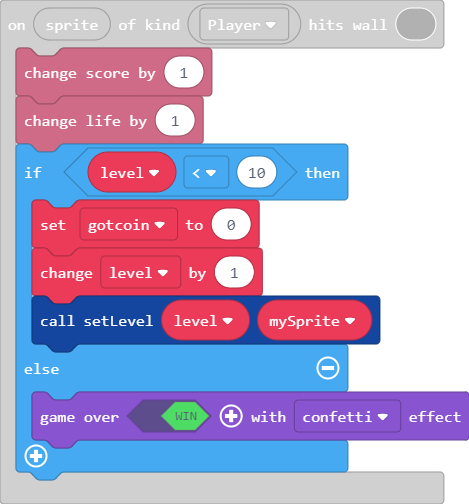 on sprite of kind Player hits wall
change score by 1
change life by 1
if level < 10 then
set gotcoin to 0
change level by 1
call setLevel level mySprite
else
game over WIN with confetti effect